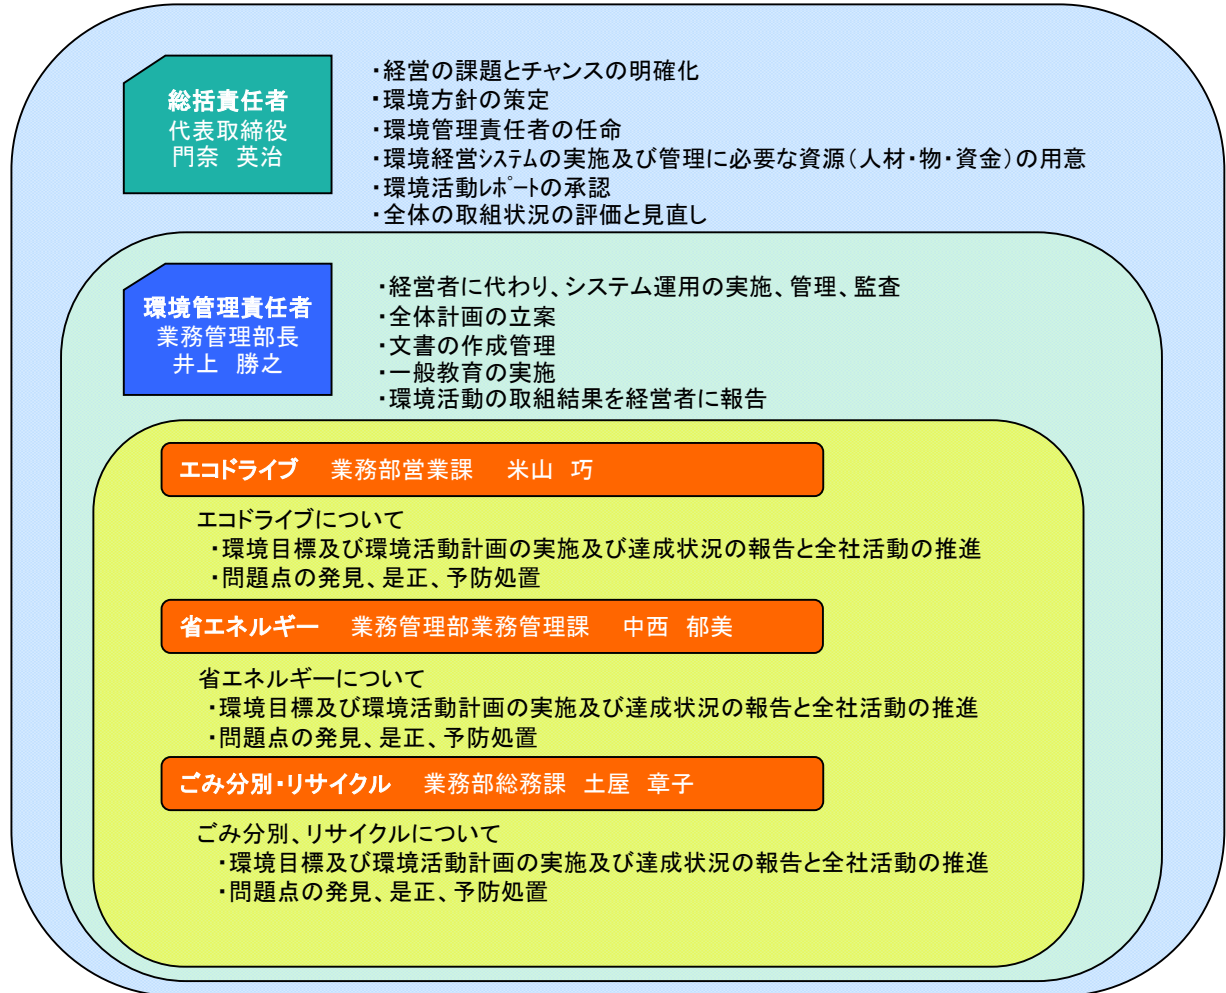 総括責任者
代表取締役
門奈　英治
・経営の課題とチャンスの明確化
・環境方針の策定
・環境管理責任者の任命
・環境経営ｼｽﾃﾑの実施及び管理に必要な資源（人材・物・資金）の用意
・環境活動ﾚﾎﾟｰﾄの承認
・全体の取組状況の評価と見直し
環境管理責任者
業務管理部長
井上　勝之
・経営者に代わり、システム運用の実施、管理、監査
・全体計画の立案
・文書の作成管理
・一般教育の実施
・環境活動の取組結果を経営者に報告
エコドライブ　業務部営業課　米山　巧
エコドライブについて
・環境目標及び環境活動計画の実施及び達成状況の報告と全社活動の推進
・問題点の発見、是正、予防処置
省エネルギー　業務管理部業務管理課　中西　郁美
省エネルギーについて
・環境目標及び環境活動計画の実施及び達成状況の報告と全社活動の推進
・問題点の発見、是正、予防処置
ごみ分別・リサイクル　業務部総務課　土屋　章子
ごみ分別、リサイクルについて
・環境目標及び環境活動計画の実施及び達成状況の報告と全社活動の推進
・問題点の発見、是正、予防処置